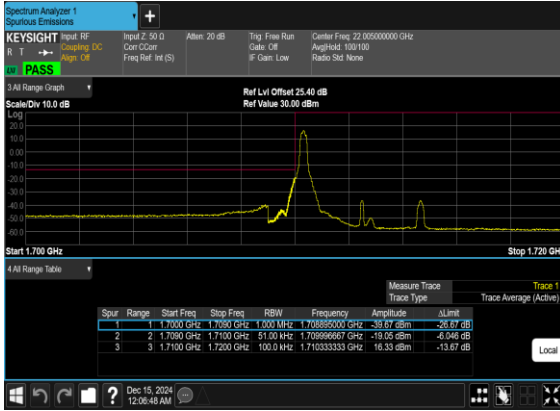 Spectrum Analyzer 1
Spurious Emissions
+
KEYSIGHT Input: RF Input Z: 50 Ω Atten: 20 dB Trig: Free Run Center Freq: 22.005000000 GHz
R T Coupling: DC Corr CCorr Gate: Off Avg|Hold: 100/100
Align: Off Freq Ref: Int (S) IF Gain: Low Radio Std: None
PASS
3 All Range Graph
Ref Lvl Offset 25.40 dB
Scale/Div 10.0 dB Ref Value 30.00 dBm
Log
20.0
10.0
0.00
-10.0
-20.0
-30.0
-40.0
-50.0
-60.0
Start 1.700 GHz Stop 1.720 GH
4 All Range Table
Measure Trace Trace 1
Trace Type Trace Average (Active)
Spur Range Start Freq Stop Freq RBW Frequency Amplitude ΔLimit
1 1 1.7000 GHz 1.7090 GHz 1.000 MHz 1.708895000 GHz -39.67 dBm -26.67 dB
2 2 1.7090 GHz 1.7100 GHz 51.00 kHz 1.709996667 GHz -19.05 dBm -6.046 dB
3 3 1.7100 GHz 1.7200 GHz 100.0 kHz 1.710333333 GHz 16.33 dBm -13.67 dB
Local
? Dec 15, 2024
12:06:48 AM